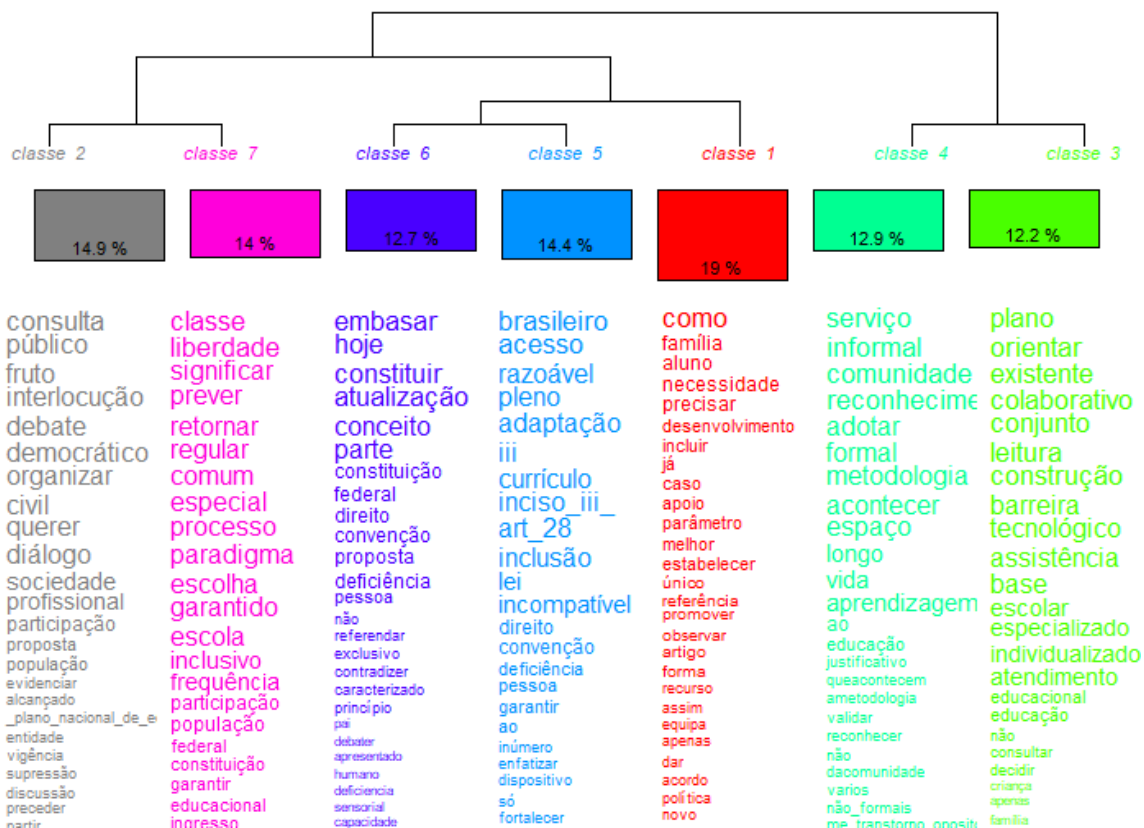 classe 2
classe 7
classe 6
classe 5
classe 1
classe 4
classe 3
14.9 %
14 %
12.7 %
14.4 %
19 %
12.9 %
12.2 %
consulta
público
fruto
interlocução
debate
democrático
organizar
civil
querer
diálogo
sociedade
profissional
participação
proposta
população
evidenciar
alcançado
_plano_nacional_de_e
entidade
vigência
supressão
discussão
preceder
partir
classe
liberdade
significar
prever
retornar
regular
comum
especial
processo
paradigma
escolha
garantido
escola
inclusivo
frequência
participação
população
federal
constituição
garantir
educacional
ingresso
embasar
hoje
constituir
atualização
conceito
parte
constituição
federal
direito
convenção
proposta
deficiência
pessoa
não
referendar
exclusivo
contradizer
caracterizado
princípio
pai
debater
apresentado
humano
deficiencia
sensorial
capacidade
brasileiro
acesso
razoável
pleno
adaptação
iii
currículo
inciso_iii_
art_28
inclusão
lei
incompatível
direito
convenção
deficiência
pessoa
garantir
ao
inúmero
enfatizar
dispositivo
só
fortalecer
como
família
aluno
necessidade
precisar
desenvolvimento
incluir
já
caso
apoio
parâmetro
melhor
estabelecer
único
referência
promover
observar
artigo
forma
recurso
assim
equipa
apenas
dar
acordo
política
novo
serviço
informal
comunidade
reconhecime
adotar
formal
metodologia
acontecer
espaço
longo
vida
aprendizagem
ao
educação
justificativo
queacontecem
ametodologia
validar
reconhecer
não
dacomunidade
varios
não_formais
me_transtorno_oposit
plano
orientar
existente
colaborativo
conjunto
leitura
construção
barreira
tecnológico
assistência
base
escolar
especializado
individualizado
atendimento
educacional
educação
não
consultar
decidir
criança
apenas
família